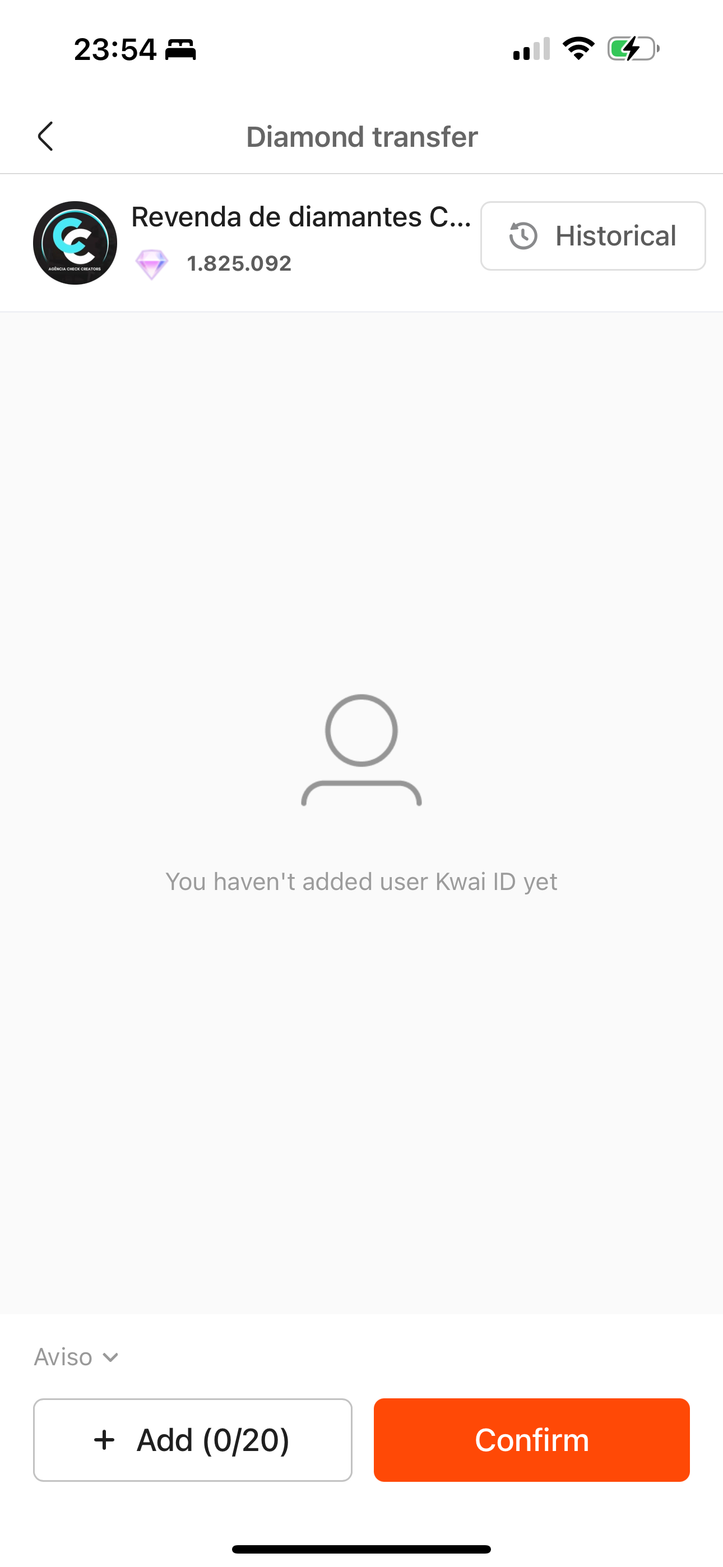 23:54
Diamond transfer
Revenda de diamantes C...
1.825.092
Historical
AGÊNCIA CHECK CREATORS
You haven't added user Kwai ID yet
Aviso
+ Add (0/20)
Confirm